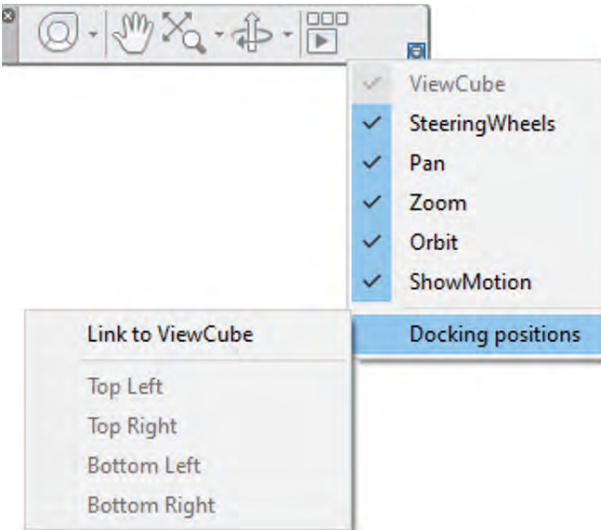 ViewCube
SteeringWheels
Pan
Zoom
Orbit
ShowMotion
Docking positions
Link to ViewCube
Top Left
Top Right
Bottom Left
Bottom Right